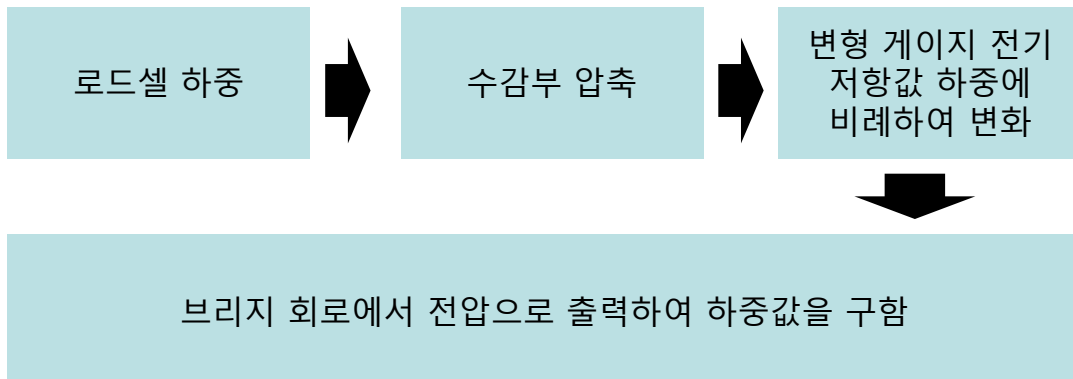 로드셀 하중
수감부 압축
변형 게이지 전기
저항값 하중에
비례하여 변화
브리지 회로에서 전압으로 출력하여 하중값을 구함